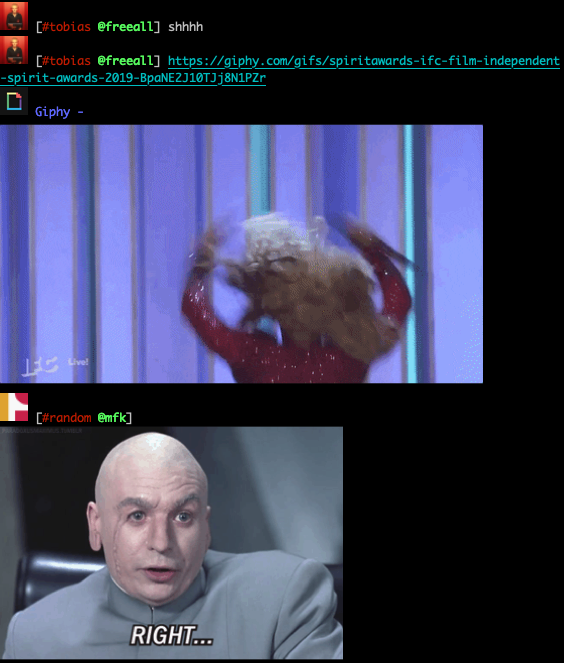 [#tobias @freeall] shhhh
[#tobias @freeall] https://giphy.com/gifs/spiritawards-ifc-film-independent
-spirit-awards-2019-BpaNE2J10TJj8N1PZr
Giphy -
IFC Live!
[#random @mfk]
RIGHT...